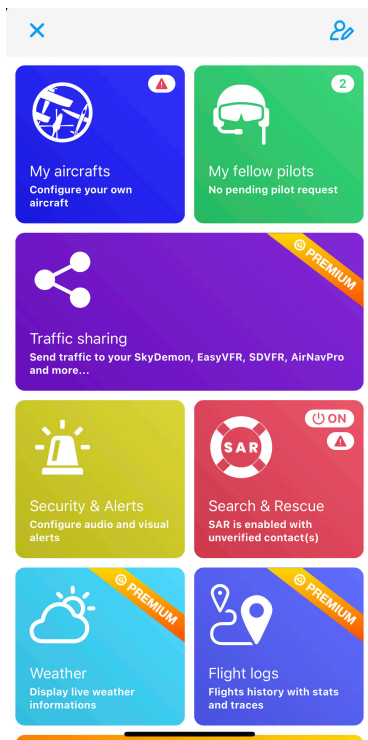 2
My aircrafts
Configure your own
aircraft
My fellow pilots
No pending pilot request
PREMIUM
Traffic sharing
Send traffic to your SkyDemon, EasyVFR, SDVFR, AirNavPro
and more...
SAR
ON
Security & Alerts
Configure audio and visual
alerts
Search & Rescue
SAR is enabled with
unverified contact(s)
PREMIUM
Weather
Display live weather
informations
PREMIUM
Flight logs
Flights history with stats
and traces